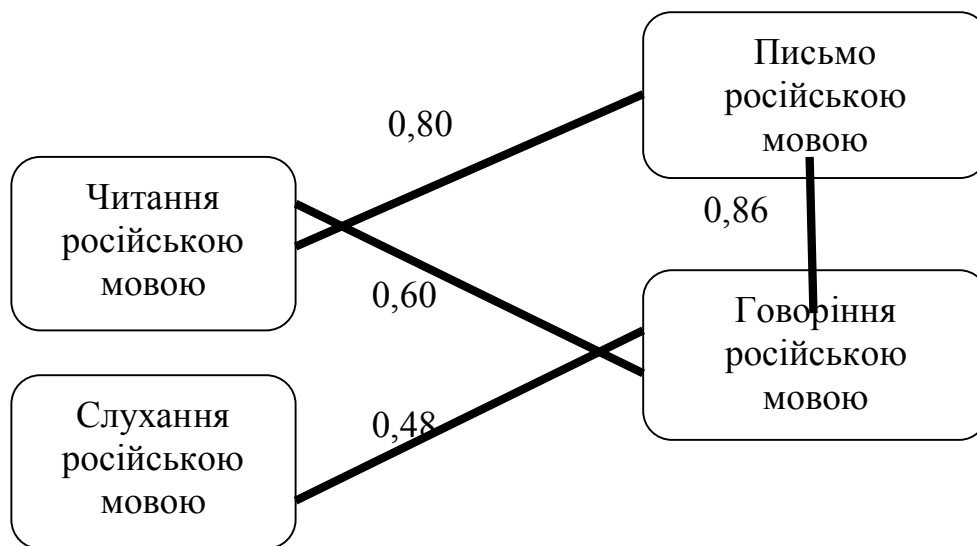 Письмо
російською
мовою
0,80
Читання
російською
мовою
0,86
0,60
Говоріння
російською
мовою
Слухання
російською
мовою
0,48